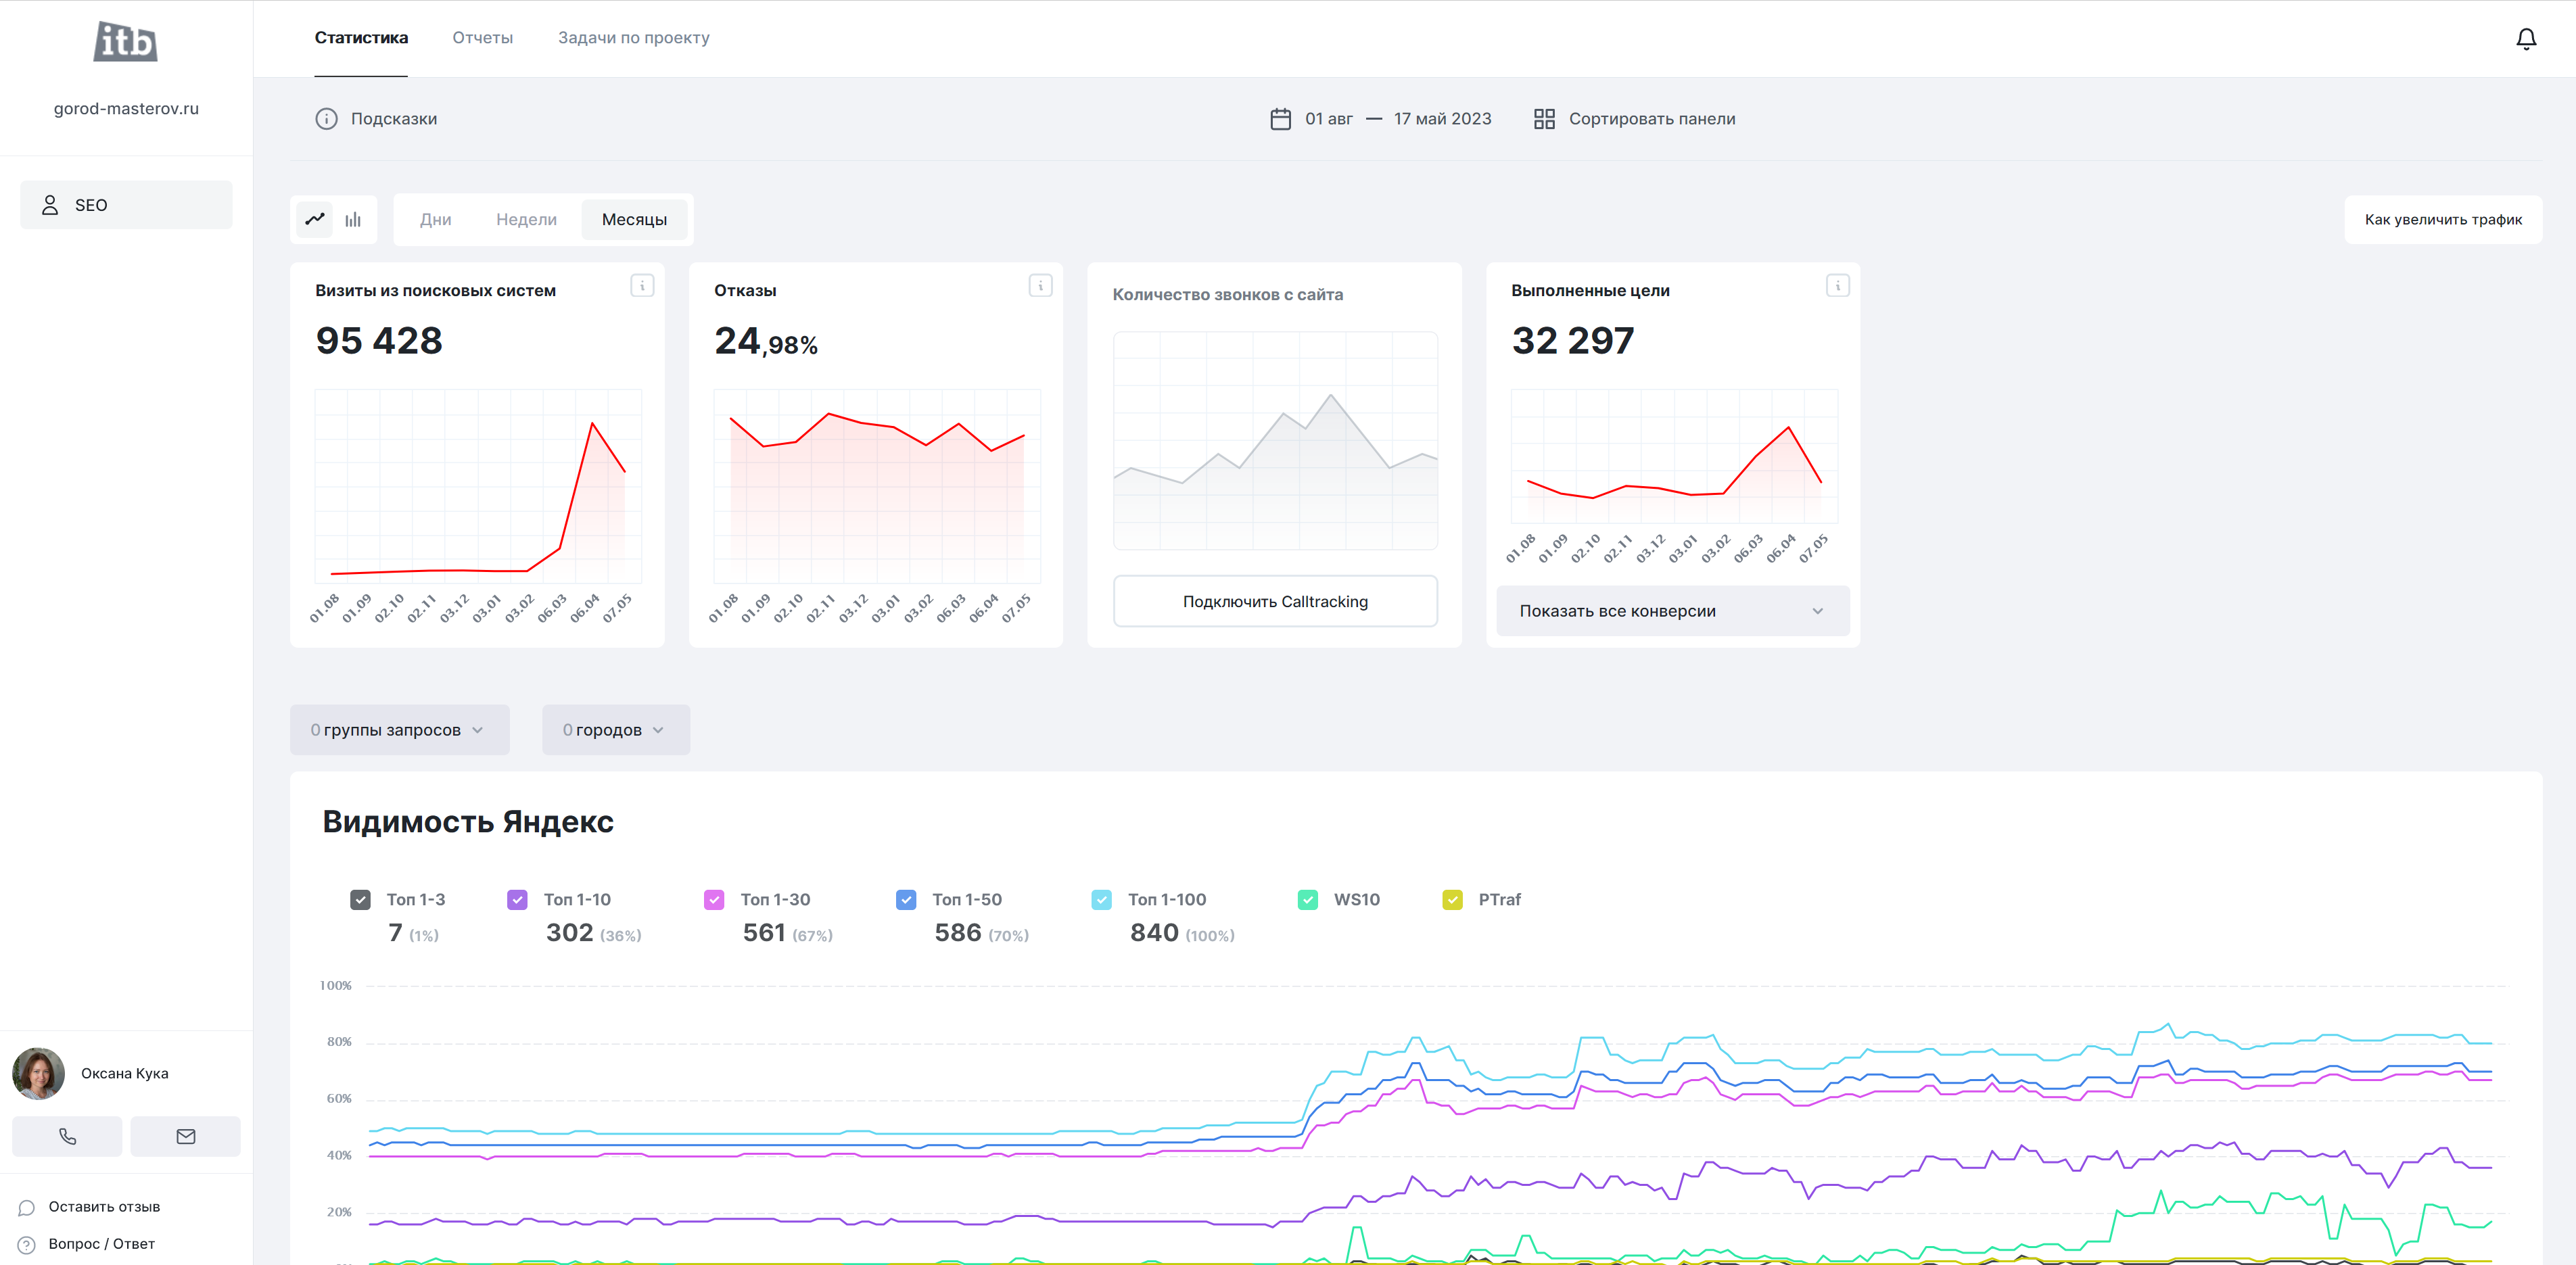 itb
gorod-masterov.ru
SEO
Оксана Кука
Оставить отзыв
Вопрос / Ответ
Статистика
Отчеты
Задачи по проекту
Подсказки
01 авг — 17 май 2023
Сортировать панели
Дни
Недели
Месяцы
Как увеличить трафик
Визиты из поисковых систем
95 428
01.08 01.09 02.10 02.11 03.12 03.01 03.02 06.03 06.04 07.05
Отказы
24,98%
01.08 01.09 02.10 02.11 03.12 03.01 03.02 06.03 06.04 07.05
Количество звонков с сайта
Подключить Calltracking
Выполненные цели
32 297
01.08 01.09 02.10 02.11 03.12 03.01 03.02 06.03 06.04 07.05
Показать все конверсии
0 группы запросов
0 городов
Видимость Яндекс
Топ 1-3
7 (1%)
Топ 1-10
302 (36%)
Топ 1-30
561 (67%)
Топ 1-50
586 (70%)
Топ 1-100
840 (100%)
WS10
PTraf
100%
80%
60%
40%
20%